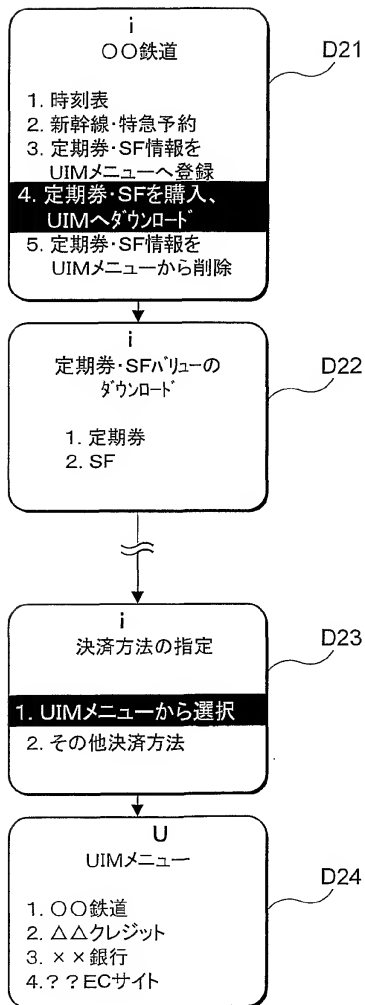 i
○○鉄道
D21
1. 時刻表
2. 新幹線・特急予約
3. 定期券・SF情報を
UIMメニューへ登録
4. 定期券・SFを購入、
UIMへダウンロード
5. 定期券・SF情報を
UIMメニューから削除
i
定期券・SFバリューの
ダウンロード
D22
1. 定期券
2. SF
i
決済方法の指定
D23
1. UIMメニューから選択
2. その他決済方法
U
UIMメニュー
D24
1. ○○鉄道
2. △△クレジット
3. ××銀行
4.??ECサイト